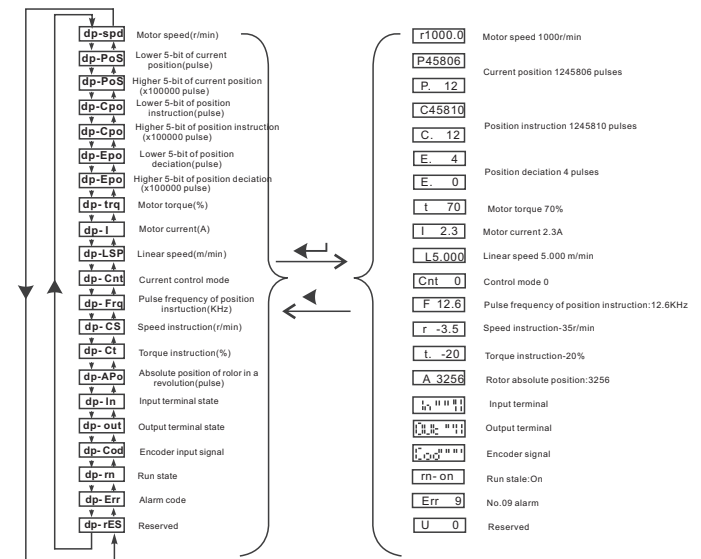 dp-spd Motor speed(r/min)
dp-PoS Lower 5-bit of current
position(pulse)
dp-PoS Higher 5-bit of current position
(x100000 pulse)
dp-Cpo Lower 5-bit of position
instruction(pulse)
dp-Cpo Higher 5-bit of position instruction
(x100000 pulse)
dp-Epo Lower 5-bit of position
deciation(pulse)
dp-Epo Higher 5-bit of position deciation
(x100000 pulse)
dp- trq Motor torque(%)
dp- I Motor current(A)
dp-LSP Linear speed(m/min)
dp- Cnt Current control mode
dp- Frq Pulse frequency of position
insrtuction(KHz)
dp- CS Speed instruction(r/min)
dp- Ct Torque instruction(%)
dp-APo Absolute position of rolor in a
revolution(pulse)
dp- In Input terminal state
dp- out Output terminal state
dp- Cod Encoder input signal
dp- rn Run state
dp- Err Alarm code
dp- rES Reserved
r1000.0 Motor speed 1000r/min
P45806
Current position 1245806 pulses
P. 12
C45810
Position instruction 1245810 pulses
C. 12
E. 4
Position deciation 4 pulses
E. 0
t 70 Motor torque 70%
I 2.3 Motor current 2.3A
L5.000 Linear speed 5.000 m/min
Cnt 0 Control mode 0
F 12.6 Pulse frequency of position instruction:12.6KHz
r -3.5 Speed instruction-35r/min
t. -20 Torque instruction-20%
A 3256 Rotor absolute position:3256
In Input terminal
Output terminal
Cod Encoder signal
rn- on Run stale:On
Err 9 No.09 alarm
U 0 Reserved